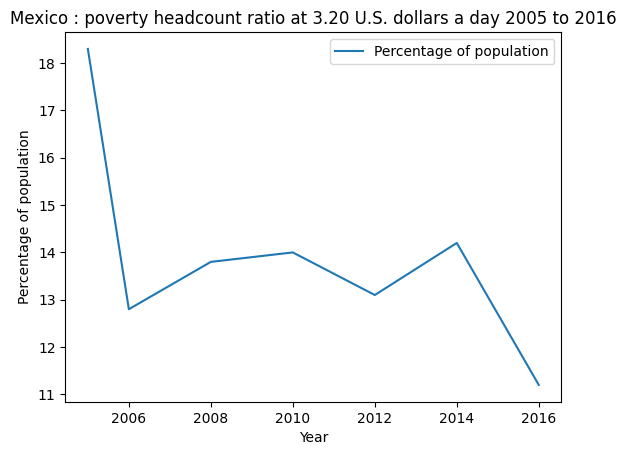 Mexico : poverty headcount ratio at 3.20 U.S. dollars a day 2005 to 2016
Percentage of population
Percentage of population
18
17
16
15
14
13
12
11
2006 2008 2010 2012 2014 2016
Year